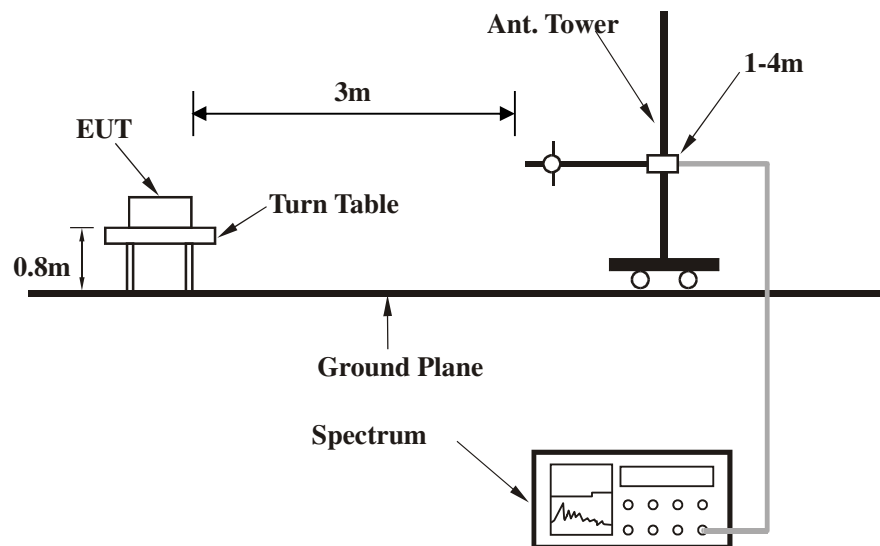 Ant. Tower
1-4m
3m
EUT
Turn Table
0.8m
Ground Plane
Spectrum